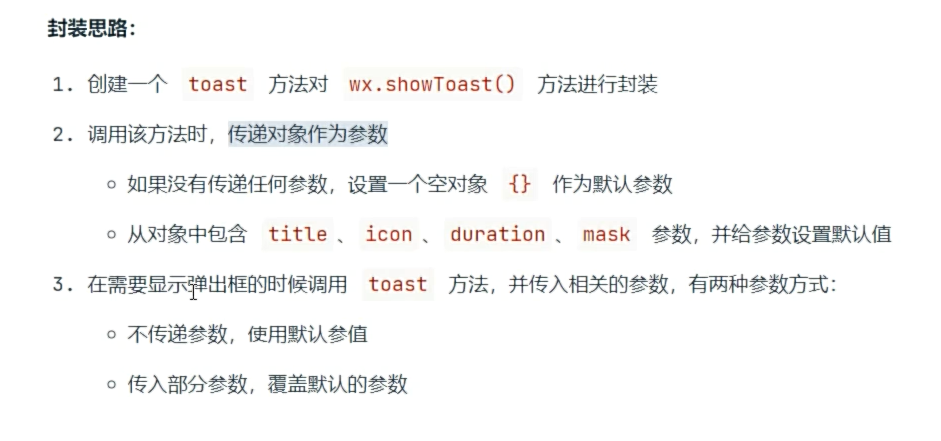 封装思路：
1. 创建一个 toast 方法对 wx.showToast() 方法进行封装
2. 调用该方法时，传递对象作为参数
如果没有传递任何参数，设置一个空对象 {} 作为默认参数
从对象中包含 title 、 icon 、 duration 、 mask 参数，并给参数设置默认值
3. 在需要显示弹出框的时候调用 toast 方法，并传入相关的参数，有两种参数方式：
不传递参数，使用默认参值
传入部分参数，覆盖默认的参数